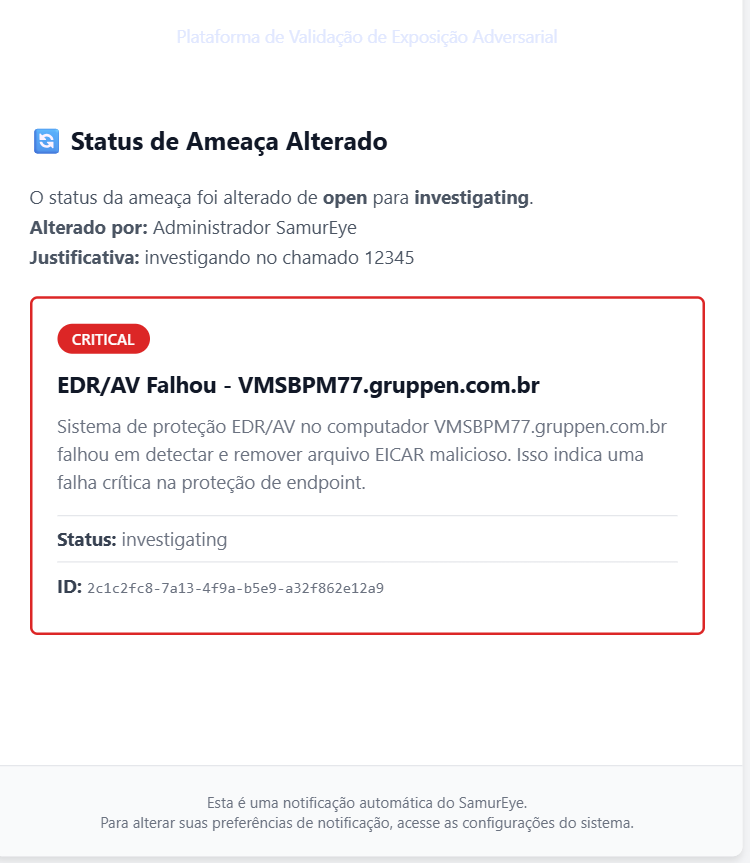 Plataforma de Validação de Exposição Adversarial
Status de Ameaça Alterado
O status da ameaça foi alterado de open para investigating.
Alterado por: Administrador SamurEye
Justificativa: investigando no chamado 12345
CRITICAL
EDR/AV Falhou - VMSBPM77.gruppen.com.br
Sistema de proteção EDR/AV no computador VMSBPM77.gruppen.com.br
falhou em detectar e remover arquivo EICAR malicioso. Isso indica uma
falha crítica na proteção de endpoint.
Status: investigating
ID: 2c1c2fc8-7a13-4f9a-b5e9-a32f862e12a9
Esta é uma notificação automática do SamurEye.
Para alterar suas preferências de notificação, acesse as configurações do sistema.